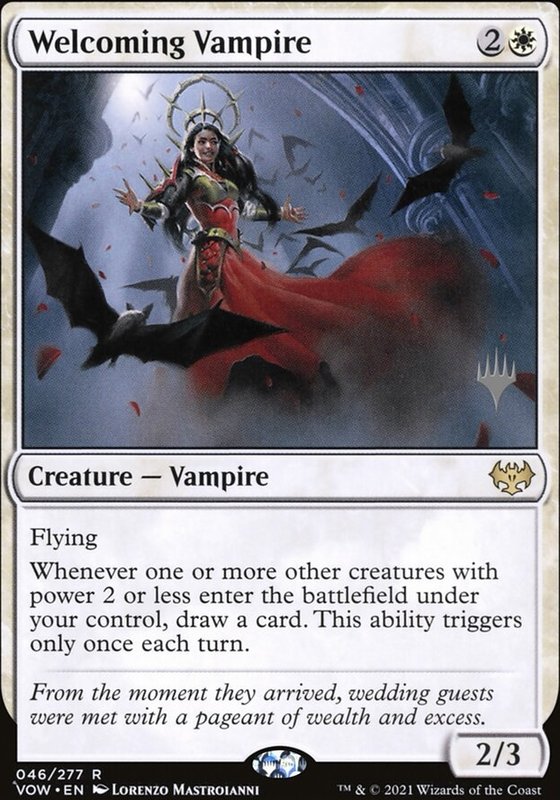 Welcoming Vampire 2
Creature — Vampire
Flying
Whenever one or more other creatures with
power 2 or less enter the battlefield under
your control, draw a card. This ability triggers
only once each turn.
From the moment they arrived, wedding guests
were met with a pageant of wealth and excess.
2/3
046/277 R
VOW • EN Lorenzo Mastroianni ™ & © 2021 Wizards of the Coast